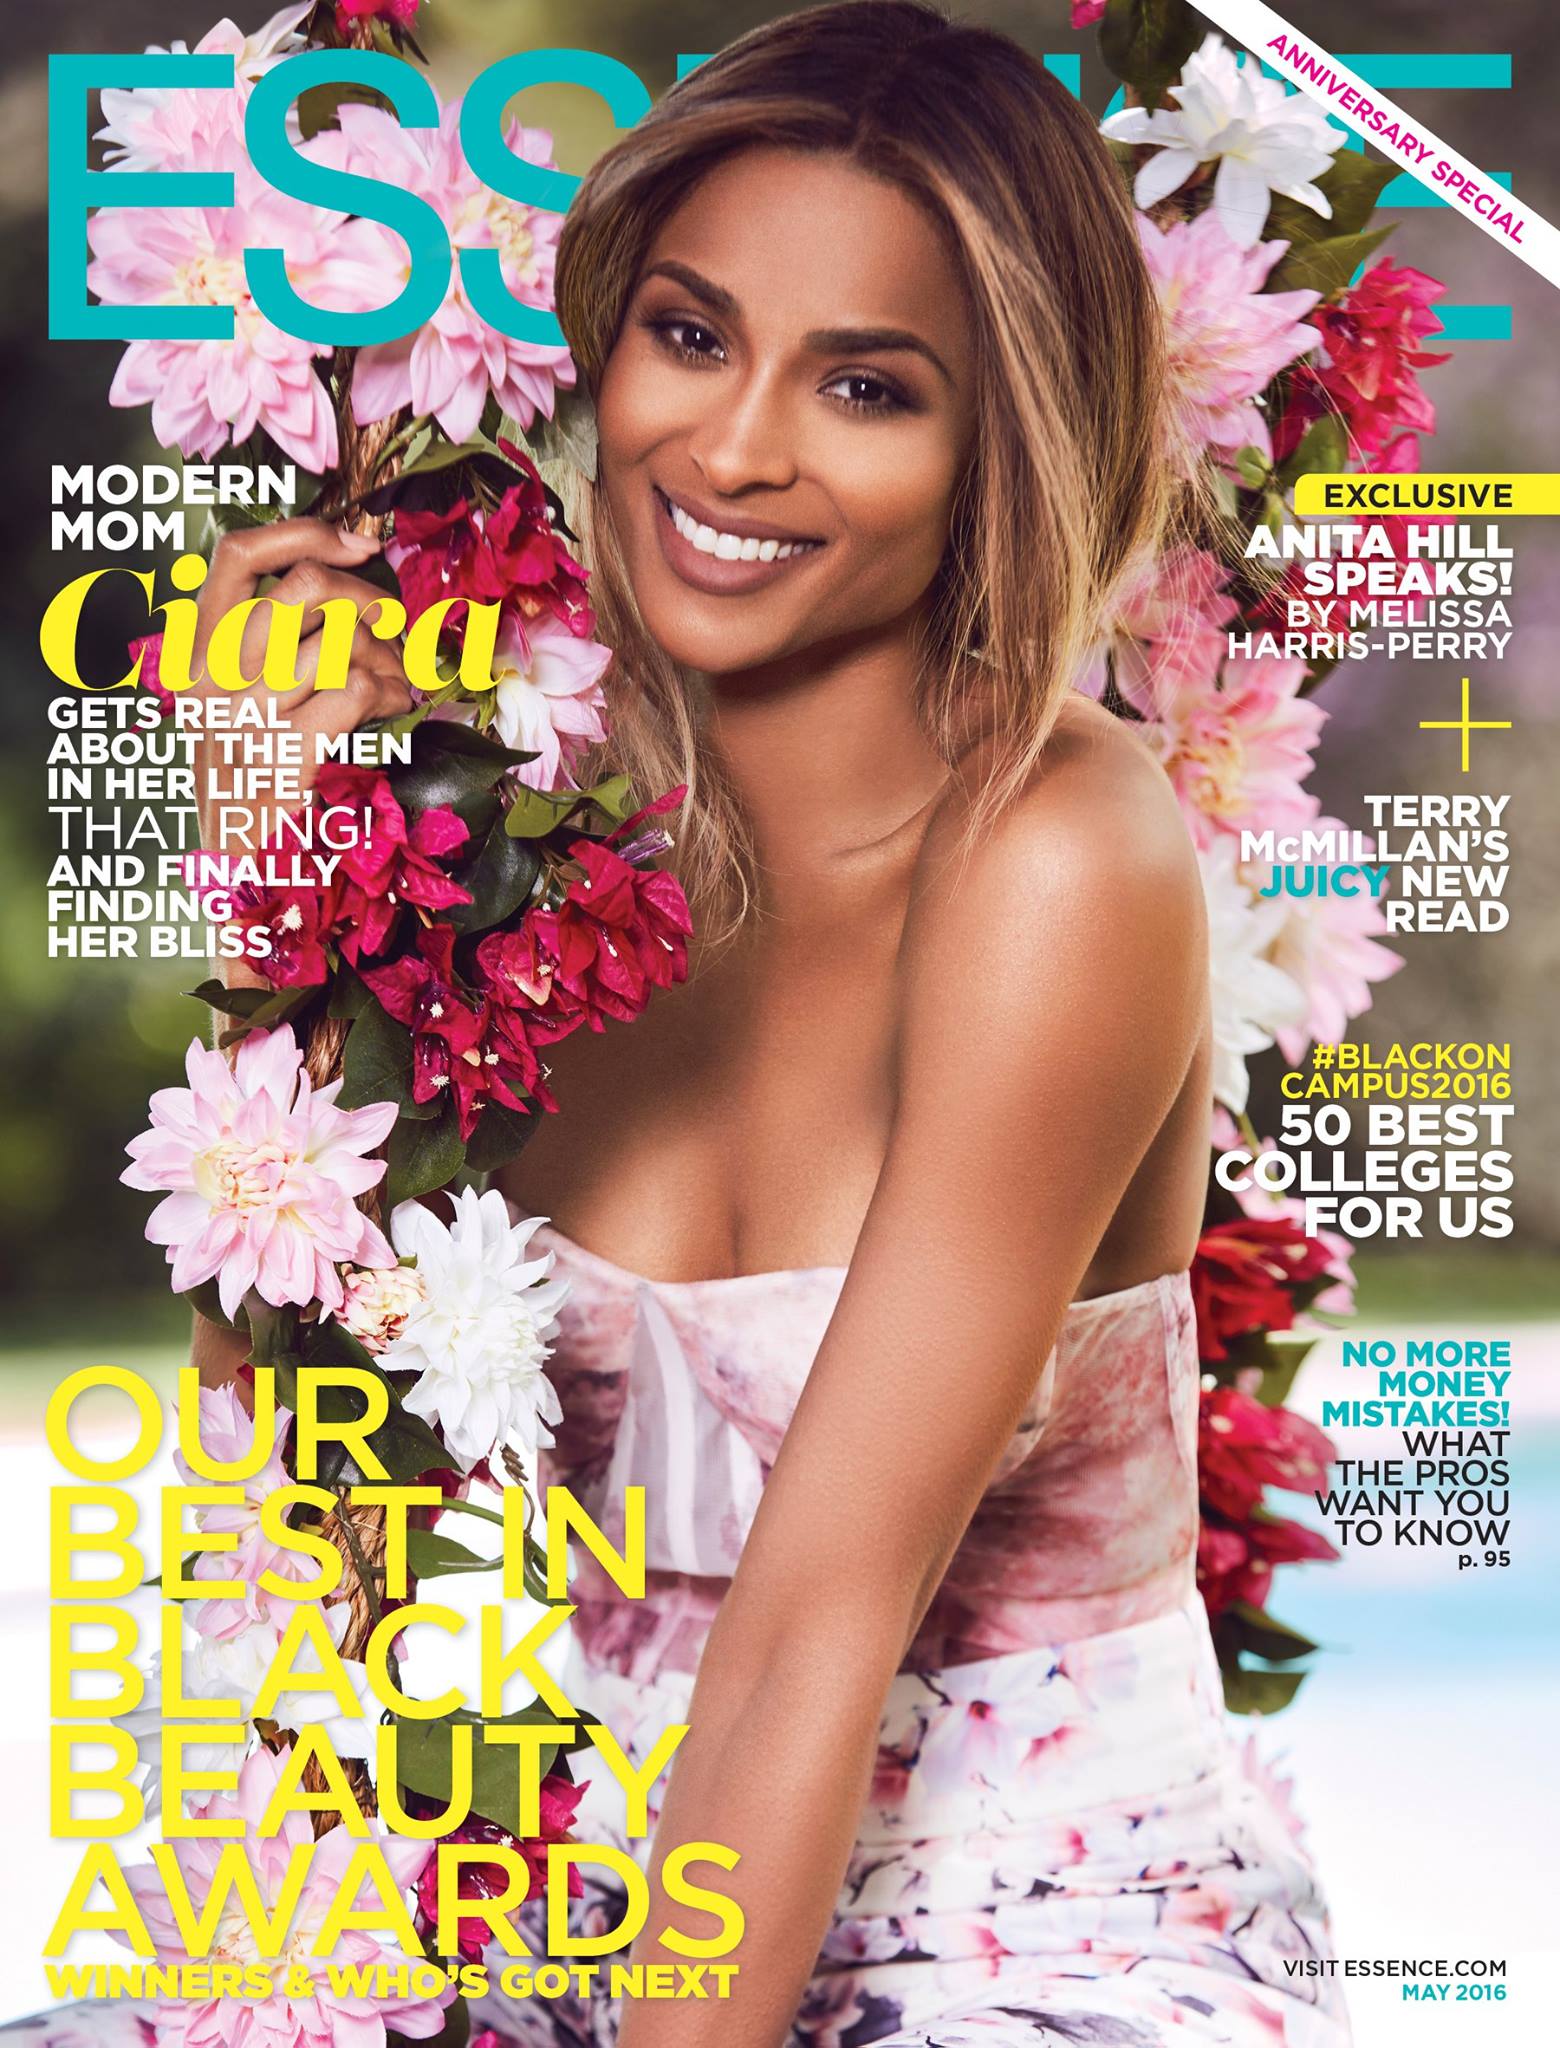 ESSENCE
ANNIVERSARY SPECIAL
MODERN
MOM
Ciara
GETS REAL
ABOUT THE MEN
IN HER LIFE,
THAT RING!
AND FINALLY
FINDING
HER BLISS
EXCLUSIVE
ANITA HILL
SPEAKS!
BY MELISSA
HARRIS-PERRY
+
TERRY
McMILLAN'S
JUICY NEW
READ
#BLACKON
CAMPUS2016
50 BEST
COLLEGES
FOR US
NO MORE
MONEY
MISTAKES!
WHAT
THE PROS
WANT YOU
TO KNOW
p. 95
OUR
BEST IN
BLACK
BEAUTY
AWARDS
WINNERS & WHO'S GOT NEXT
VISIT ESSENCE.COM
MAY 2016